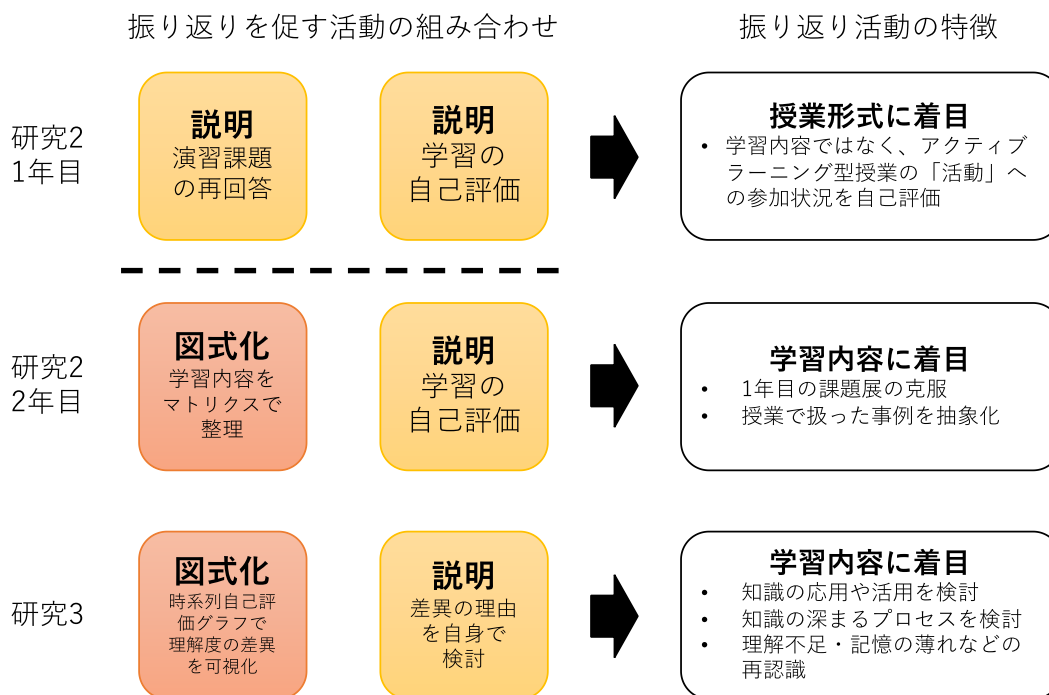 振り返りを促す活動の組み合わせ
振り返り活動の特徴
研究2
1年目
説明
演習課題
の再回答
説明
学習の
自己評価
授業形式に着目
• 学習内容ではなく、アクティブ
ラーニング型授業の「活動」へ
の参加状況を自己評価
研究2
2年目
図式化
学習内容を
マトリクスで
整理
説明
学習の
自己評価
学習内容に着目
• 1年目の課題展の克服
• 授業で扱った事例を抽象化
研究3
図式化
時系列自己評
価グラフで
理解度の差異
を可視化
説明
差異の理由
を自身で
検討
学習内容に着目
• 知識の応用や活用を検討
• 知識の深まるプロセスを検討
• 理解不足・記憶の薄れなどの
再認識